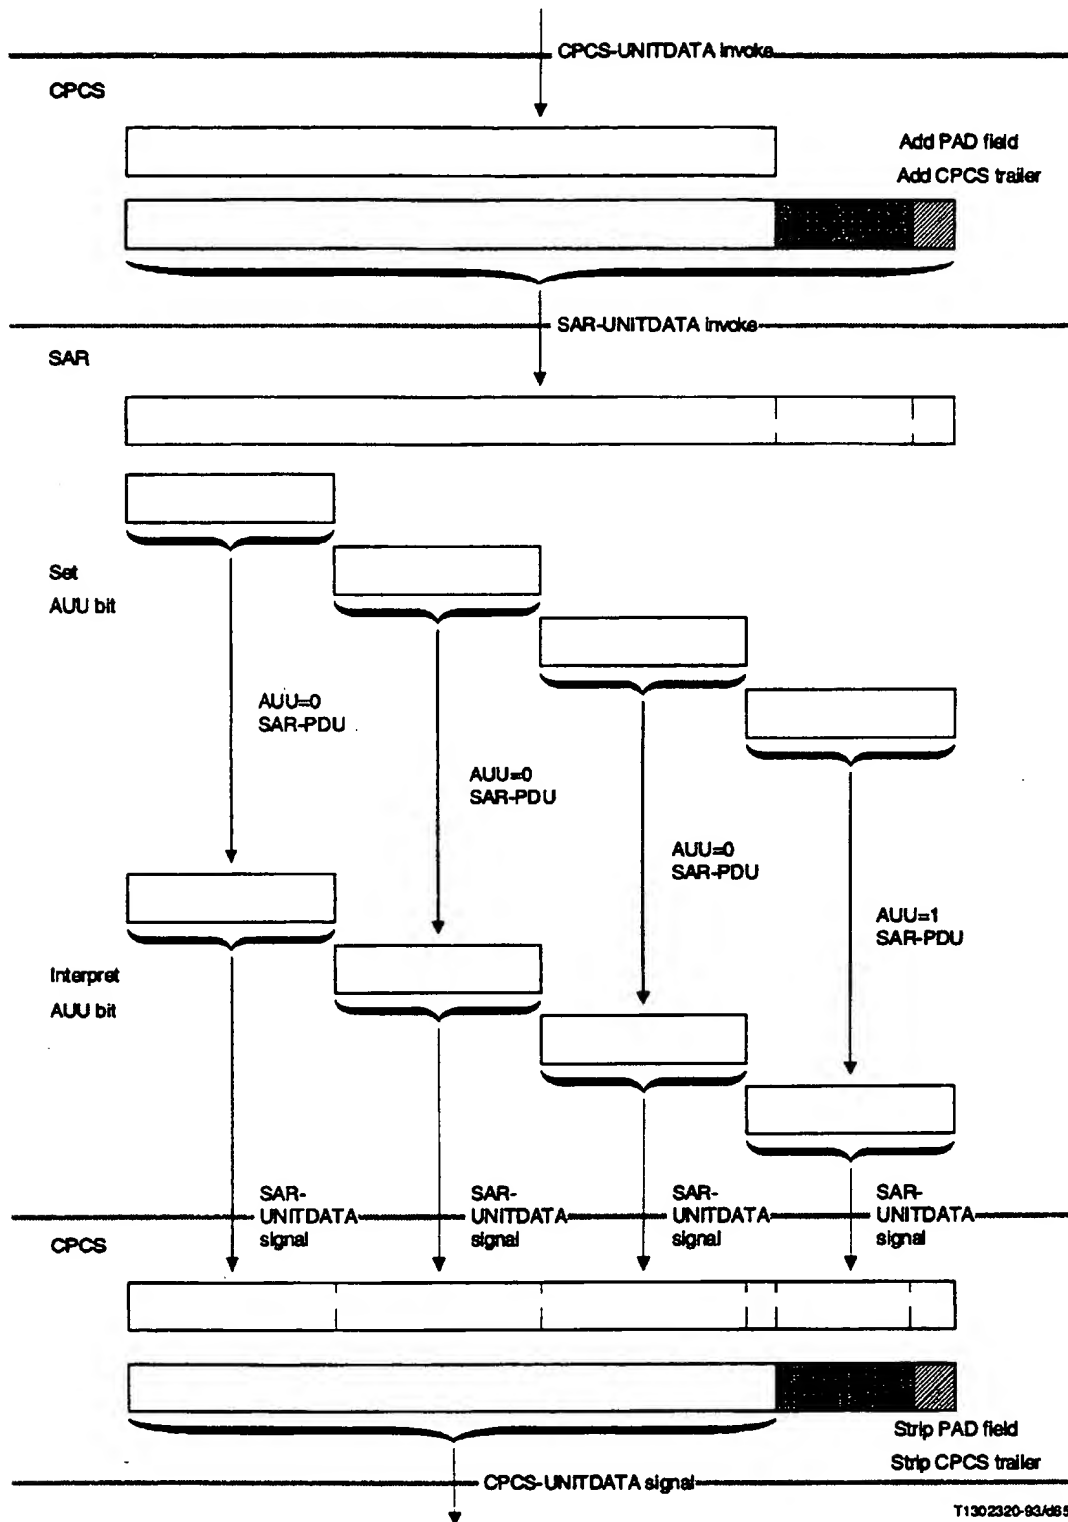 CPCS-UNITDATA invoke
CPCS
Add PAD field
Add CPCS trailer
SAR-UNITDATA invoke
SAR
Set
AUU bit
AUU=0
SAR-PDU
AUU=0
SAR-PDU
AUU=0
SAR-PDU
AUU=1
SAR-PDU
Interpret
AUU bit
SAR-
UNITDATA
signal
SAR-
UNITDATA
signal
SAR-
UNITDATA
signal
SAR-
UNITDATA
signal
CPCS
Strip PAD field
Strip CPCS trailer
CPCS-UNITDATA signal
T1302320-93/d65